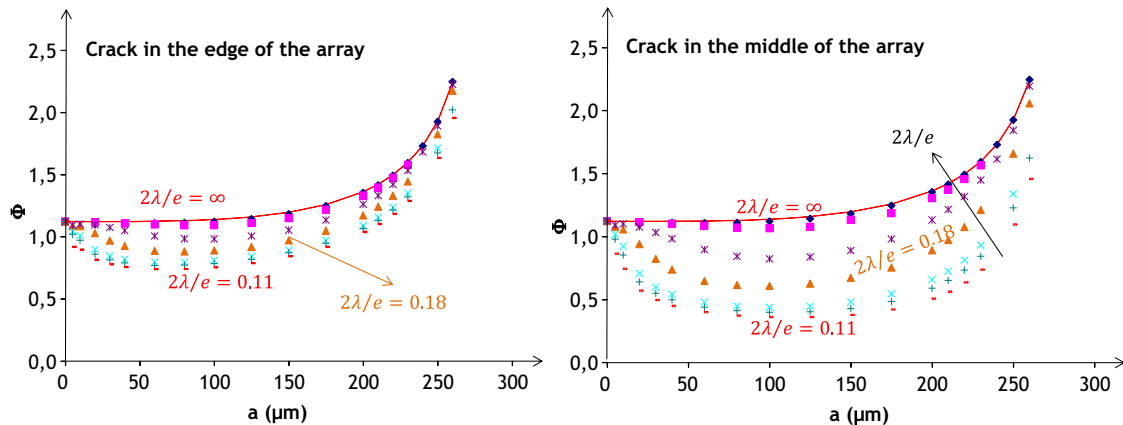 Crack in the edge of the array
2,5
2,0
1,5
1,0
0,5
0,0
Φ
2λ/e = ∞
2λ/e = 0.11
2λ/e = 0.18
0 50 100 150 200 250 300
a (µm)
Crack in the middle of the array
2,5
2,0
1,5
1,0
0,5
0,0
Φ
2λ/e
2λ/e = ∞
2λ/e = 0.18
2λ/e = 0.11
0 50 100 150 200 250 300
a (µm)